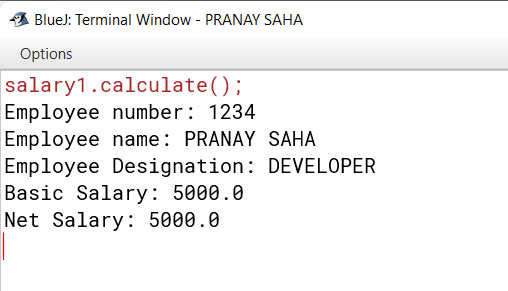 BlueJ: Terminal Window - PRANAY SAHA
Options
salary1.calculate();
Employee number: 1234
Employee name: PRANAY SAHA
Employee Designation: DEVELOPER
Basic Salary: 5000.0
Net Salary: 5000.0